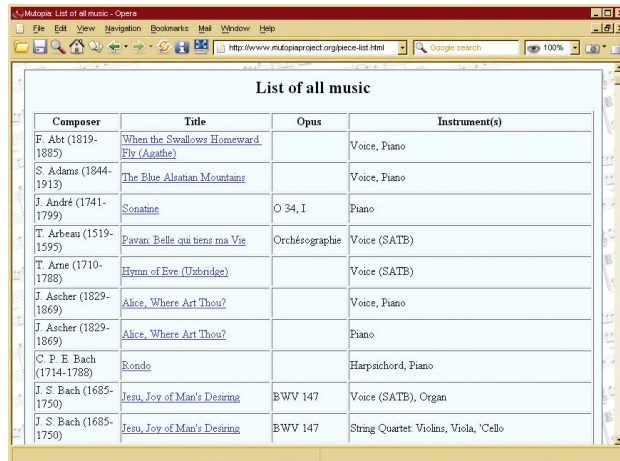 Mutopia: List of all music - Opera
File Edit View Navigation Bookmarks Mail Window Help
http://www.mutopiaproject.org/piece-list.html Google search 100%
List of all music
Composer Title Opus Instrument(s)
F. Abt (1819-
1885)
When the Swallows Homeward
Fly (Agathe)
Voice, Piano
S. Adams (1844-
1913)
The Blue Alsatian Mountains
Voice, Piano
J. André (1741-
1799)
Sonatine
O 34, I
Piano
T. Arbeau (1519-
1595)
Pavan: Belle qui tiens ma Vie
Orchésographie
Voice (SATB)
T. Arne (1710-
1788)
Hymn of Eve (Uxbridge)
Voice (SATB)
J. Ascher (1829-
1869)
Alice, Where Art Thou?
Voice, Piano
J. Ascher (1829-
1869)
Alice, Where Art Thou?
Piano
C. P. E. Bach
(1714-1788)
Rondo
Harpsichord, Piano
J. S. Bach (1685-
1750)
Jesu, Joy of Man's Desiring
BWV 147
Voice (SATB), Organ
J. S. Bach (1685-
1750)
Jesu, Joy of Man's Desiring
BWV 147
String Quartet: Violins, Viola, 'Cello